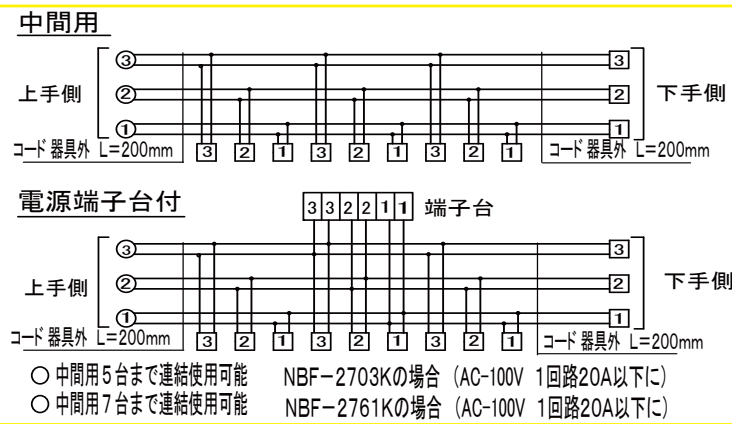 中間用
③ 3
上手側 ② 2 下手側
① 1
コード器具外 L=200mm 3 2 1 3 2 1 3 2 1 コード器具外 L=200mm
電源端子台付 3 3 2 2 1 1 端子台
③ 3
上手側 ② 2 下手側
① 1
コード器具外 L=200mm 3 2 1 3 2 1 3 2 1 コード器具外 L=200mm
○ 中間用5台まで連結使用可能 NBF-2703Kの場合 (AC-100V 1回路20A以下に)
○ 中間用7台まで連結使用可能 NBF-2761Kの場合 (AC-100V 1回路20A以下に)